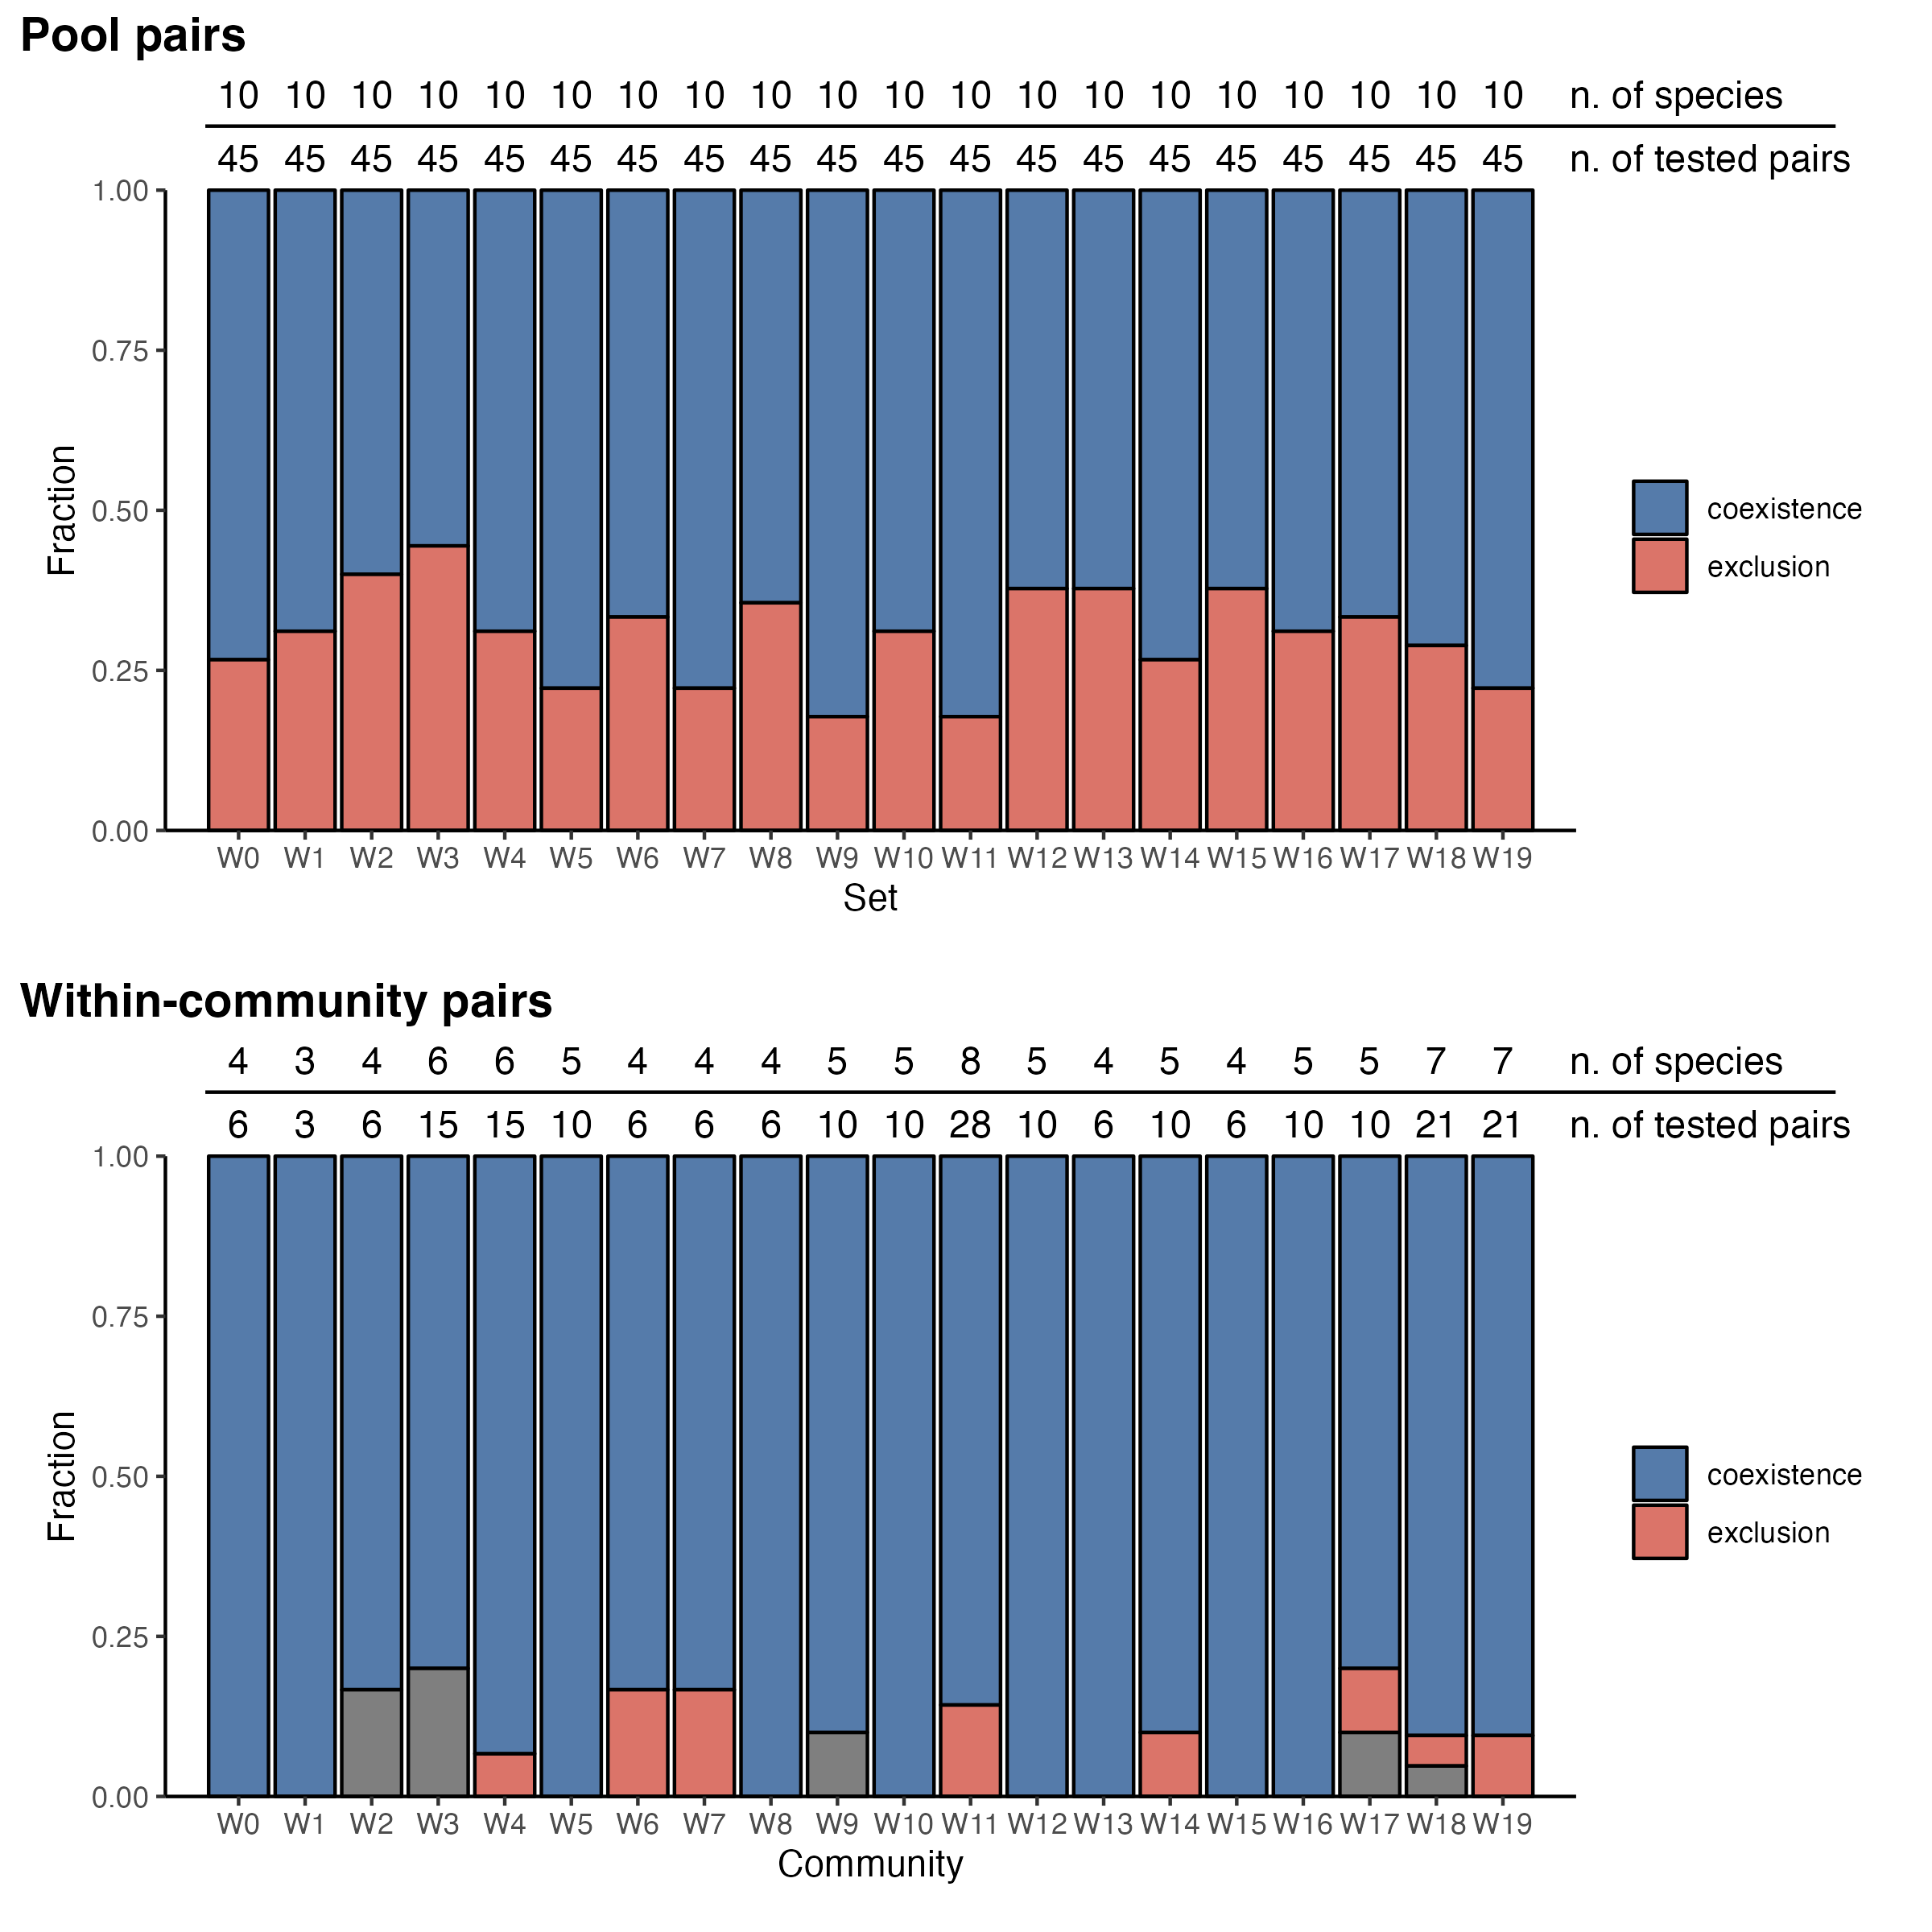 Pool pairs
10 10 10 10 10 10 10 10 10 10 10 10 10 10 10 10 10 10 10 10 n. of species
45 45 45 45 45 45 45 45 45 45 45 45 45 45 45 45 45 45 45 45 n. of tested pairs
1.00
0.75
0.50
0.25
0.00
Fraction
coexistence
exclusion
W0 W1 W2 W3 W4 W5 W6 W7 W8 W9 W10 W11 W12 W13 W14 W15 W16 W17 W18 W19
Set
Within-community pairs
4 3 4 6 6 5 4 4 4 5 5 8 5 4 5 4 5 5 7 7 n. of species
6 3 6 15 15 10 6 6 6 10 10 28 10 6 10 6 10 10 21 21 n. of tested pairs
1.00
0.75
0.50
0.25
0.00
Fraction
coexistence
exclusion
W0 W1 W2 W3 W4 W5 W6 W7 W8 W9 W10 W11 W12 W13 W14 W15 W16 W17 W18 W19
Community